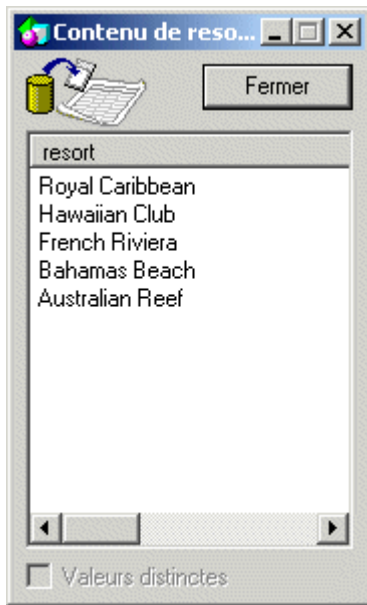 Contenu de reso...
Fermer
resort
Royal Caribbean
Hawaiian Club
French Riviera
Bahamas Beach
Australian Reef
Valeurs distinctes